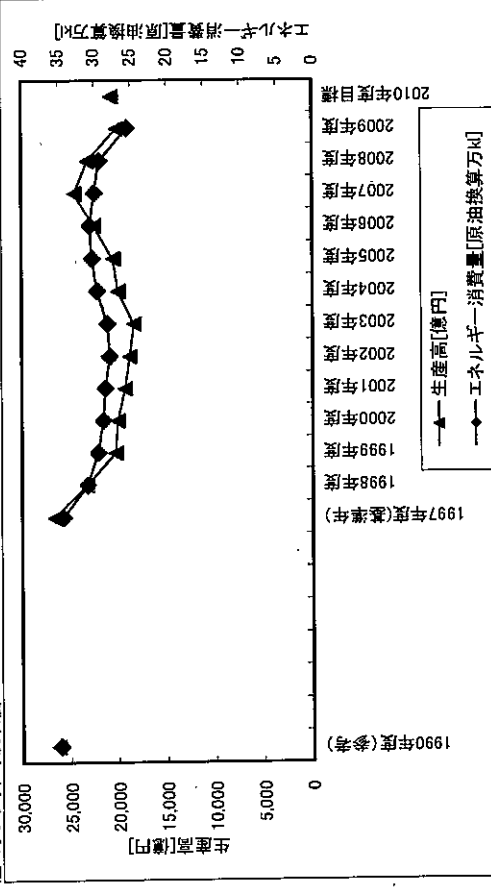 エネルギー消費量[原油換算万kl]
40
35
30
25
20
15
10
5
0
2010年度目標
2009年度
2008年度
2007年度
2006年度
2005年度
2004年度
2003年度
2002年度
2001年度
2000年度
1999年度
1998年度
1997年度(基準年)
1990年度(参考)
30,000
25,000
20,000
15,000
10,000
5,000
0
生産高[億円]
生産高[億円]
エネルギー消費量[原油換算万kl]